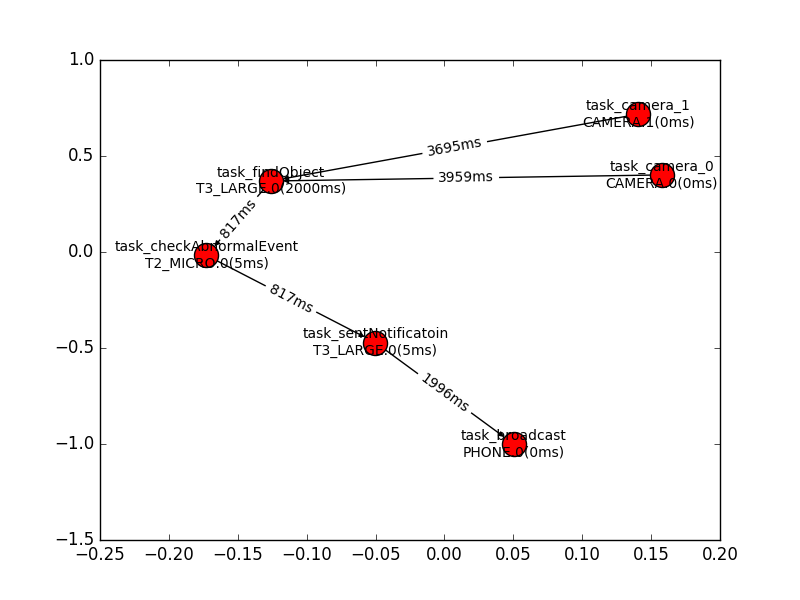 1.0
0.5
0.0
−0.5
−1.0
−1.5
−0.25
−0.20
−0.15
−0.10
−0.05
0.00
0.05
0.10
0.15
0.20
task_camera_1
CAMERA.1(0ms)
3695ms
task_camera_0
CAMERA.0(0ms)
3959ms
task_findObject
T3_LARGE.0(2000ms)
817ms
task_checkAbnormalEvent
T2_MICRO.0(5ms)
817ms
task_sentNotificatoin
T3_LARGE.0(5ms)
1996ms
task_broadcast
PHONE.0(0ms)